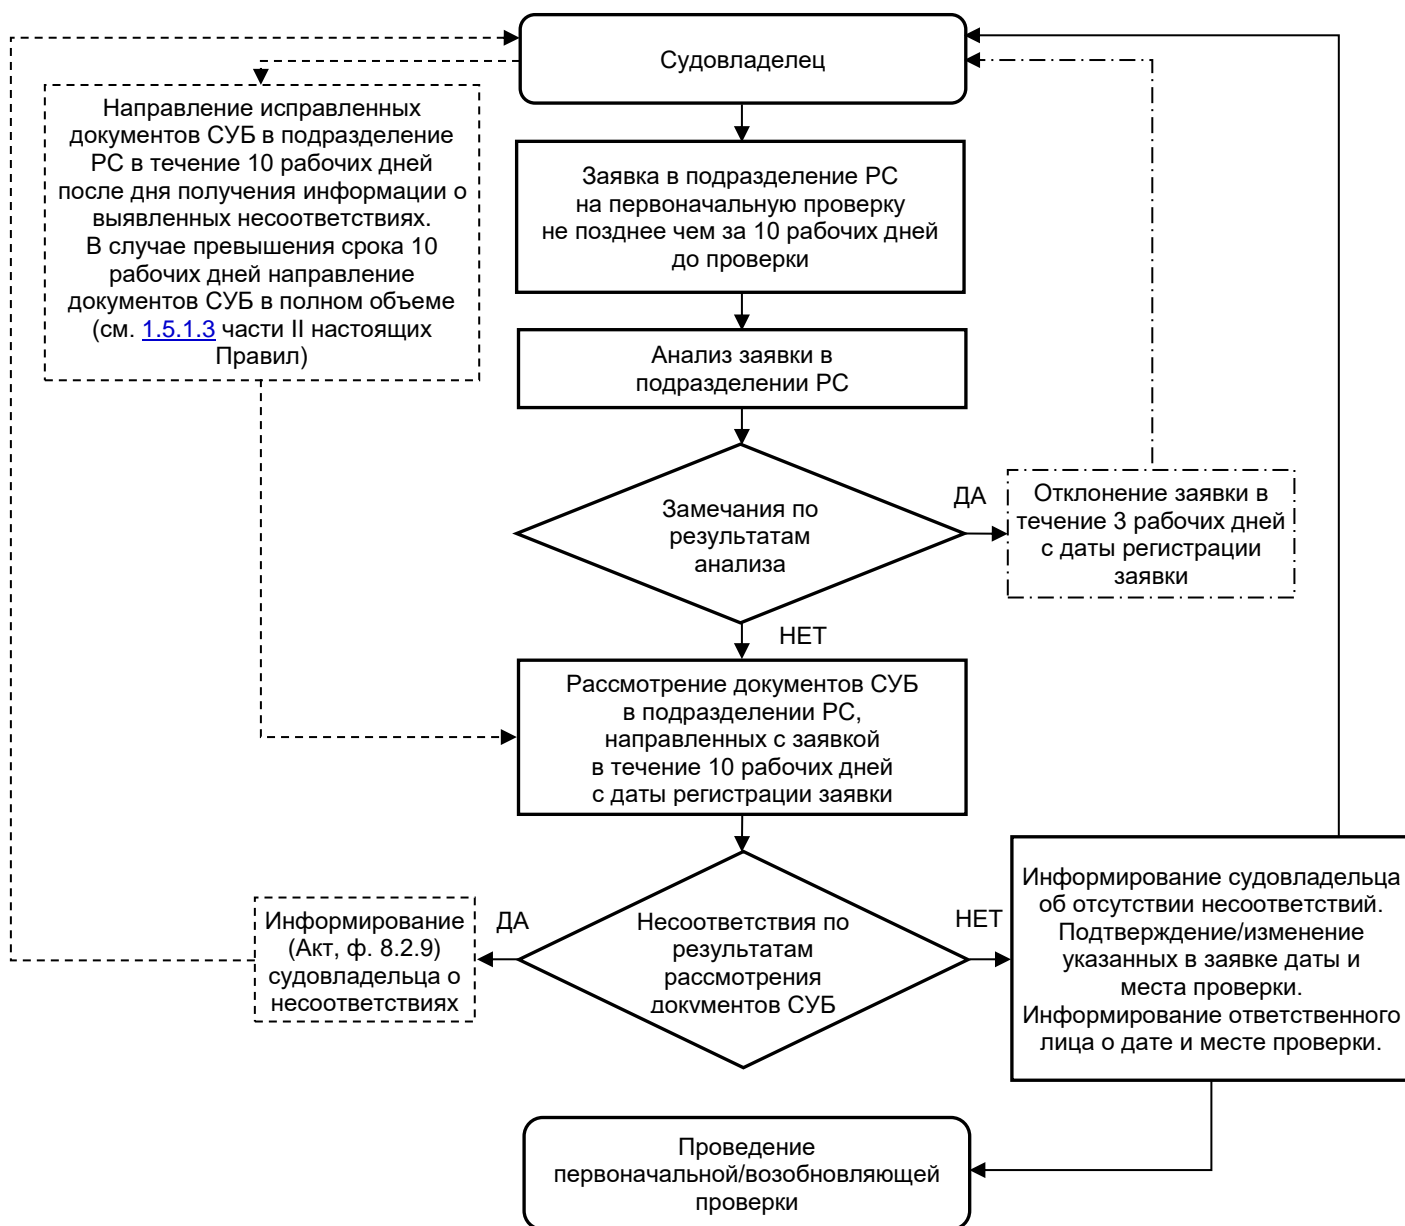 Судовладелец
Направление исправленных
документов СУБ в подразделение
РС в течение 10 рабочих дней
после дня получения информации о
выявленных несоответствиях.
В случае превышения срока 10
рабочих дней направление
документов СУБ в полном объеме
(см. 1.5.1.3 части II настоящих
Правил)
Заявка в подразделение РС
на первоначальную проверку
не позднее чем за 10 рабочих дней
до проверки
Анализ заявки в
подразделении РС
Замечания по
результатам
анализа
ДА
Отклонение заявки в
течение 3 рабочих дней
с даты регистрации
заявки
НЕТ
Рассмотрение документов СУБ
в подразделении РС,
направленных с заявкой
в течение 10 рабочих дней
с даты регистрации заявки
Несоответствия по
результатам
рассмотрения
документов СУБ
ДА
Информирование
(Акт, ф. 8.2.9)
судовладельца о
несоответствиях
НЕТ
Информирование судовладельца
об отсутствии несоответствий.
Подтверждение/изменение
указанных в заявке даты и
места проверки.
Информирование ответственного
лица о дате и месте проверки.
Проведение
первоначальной/возобновляющей
проверки